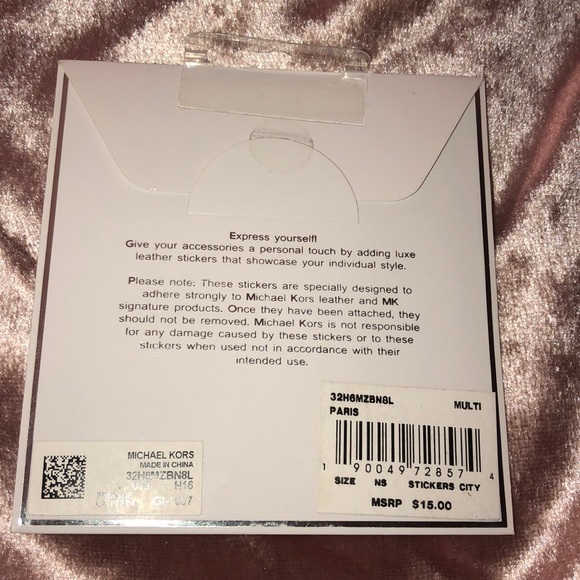 Express yourself!
Give your accessories a personal touch by adding luxe
leather stickers that showcase your individual style.
Please note: These stickers are specially designed to
adhere strongly to Michael Kors leather and MK
signature products. Once they have been attached, they
should not be removed. Michael Kors is not responsible
for any damage caused by these stickers or to these
stickers when used not in accordance with their
intended use.
32H6MZBN8L MULTI
PARIS
1 90049 72857 4
SIZE NS STICKERS CITY
MSRP $15.00
MICHAEL KORS
MADE IN CHINA
32H6MZBN8L
H16